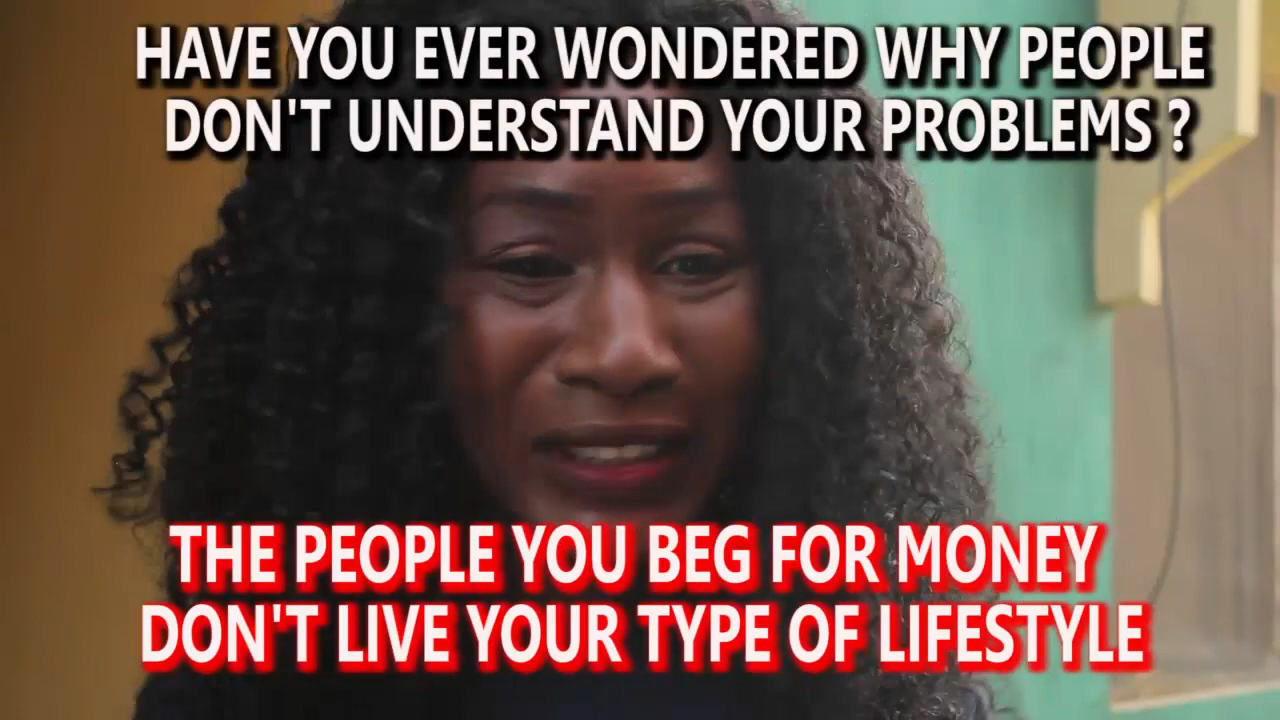 HAVE YOU EVER WONDERED WHY PEOPLE
DON'T UNDERSTAND YOUR PROBLEMS ?
THE PEOPLE YOU BEG FOR MONEY
DON'T LIVE YOUR TYPE OF LIFESTYLE